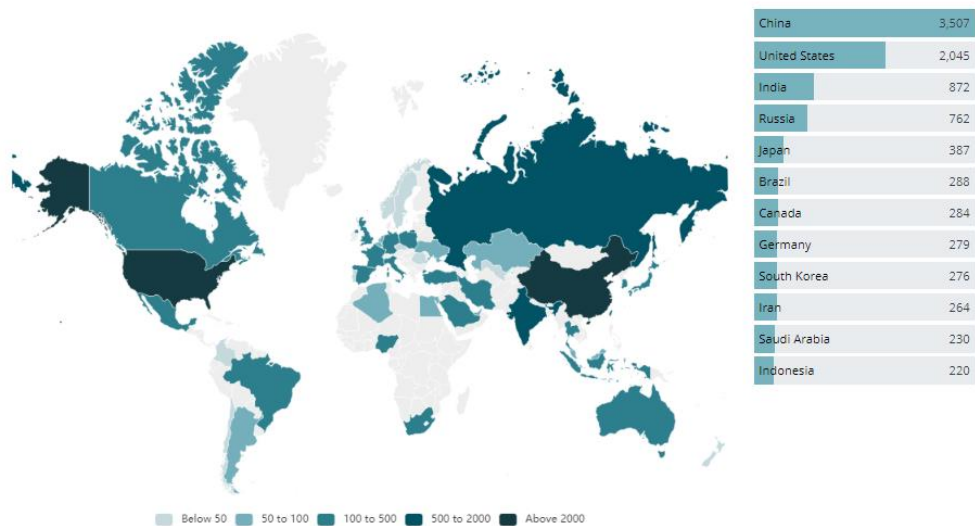 China 3,507
United States 2,045
India 872
Russia 762
Japan 387
Brazil 288
Canada 284
Germany 279
South Korea 276
Iran 264
Saudi Arabia 230
Indonesia 220
Below 50 50 to 100 100 to 500 500 to 2000 Above 2000